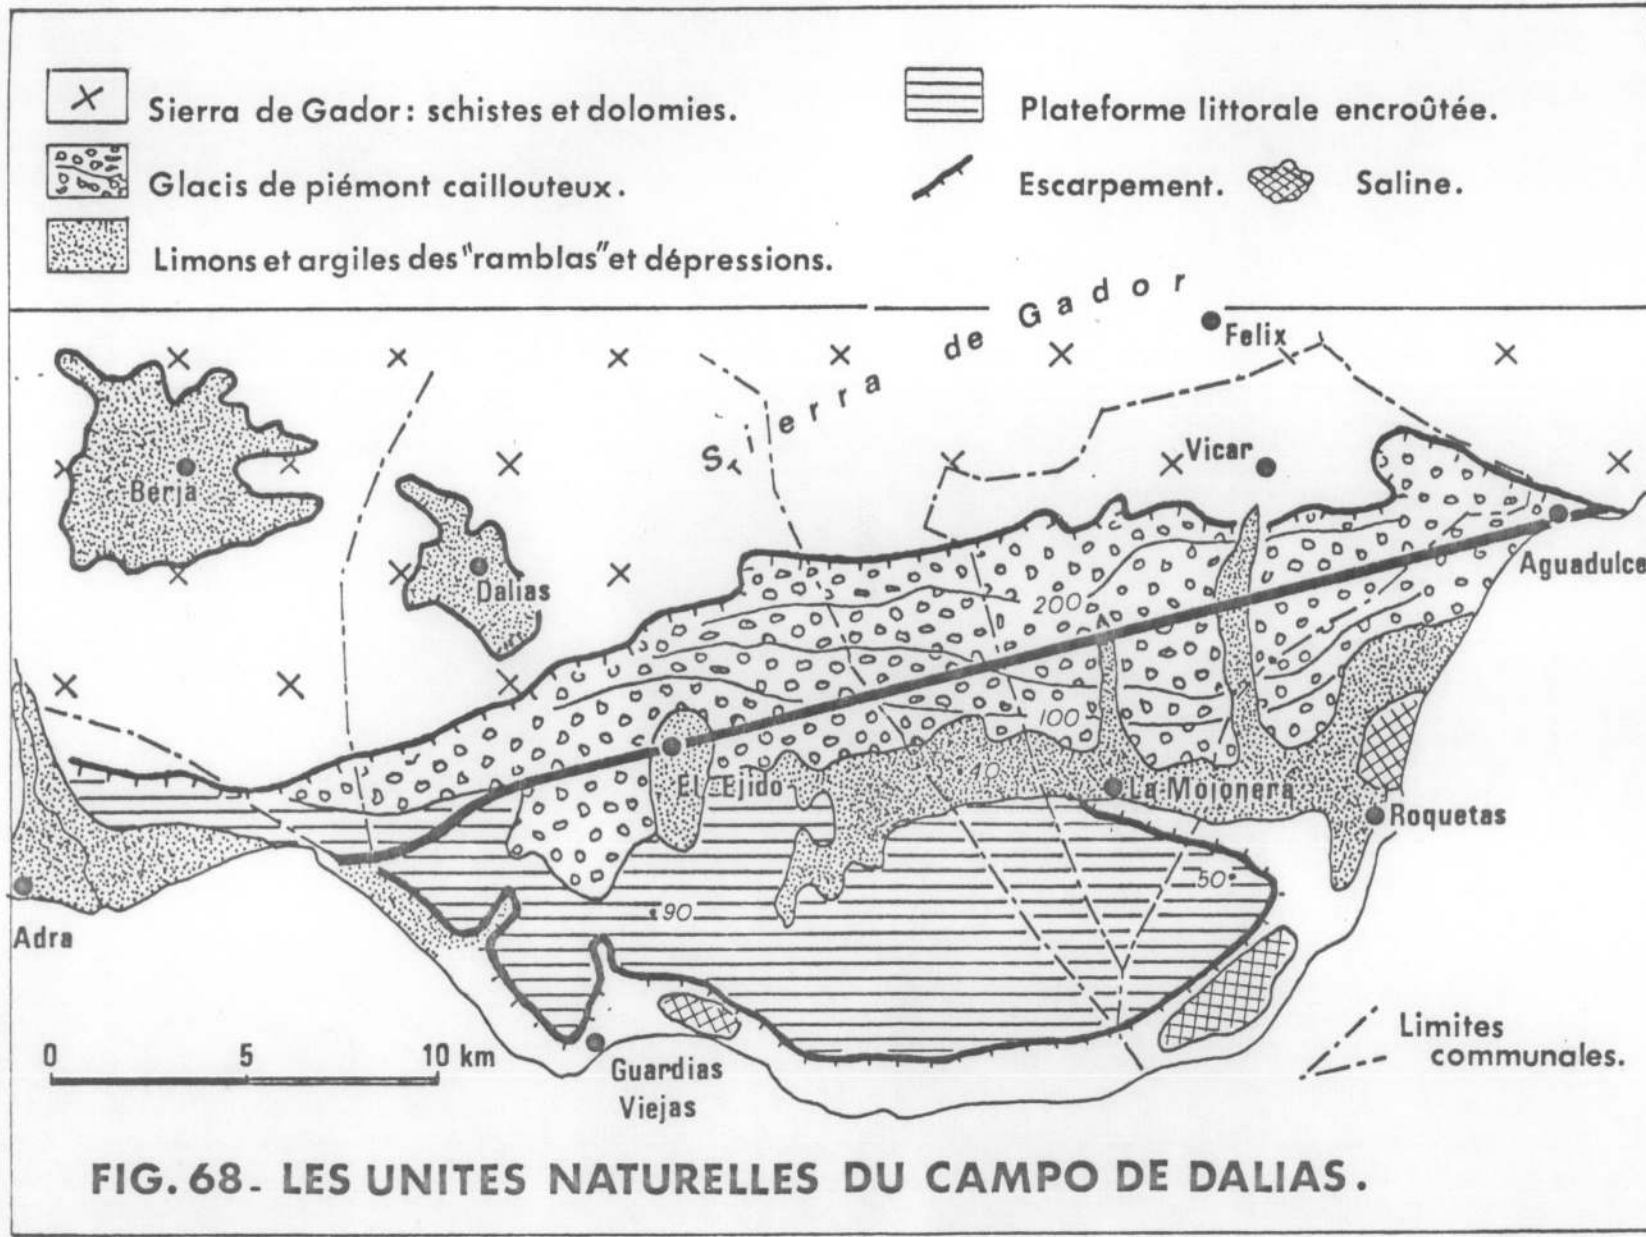 Sierra de Gador : schistes et dolomies.
Glacis de piémont caillouteux.
Limons et argiles des "ramblas" et dépressions.
Plateforme littorale encroûtée.
Escarpement.
Saline.
Sierra de Gador
Felix
Vicar
Berja
Dalias
Aguadulce
200
100
El Ejido
40
La Mojonera
Roquetas
50
90
Adra
0 5 10 km
Guardias
Viejas
Limites
communales.
FIG. 68- LES UNITES NATURELLES DU CAMPO DE DALIAS.